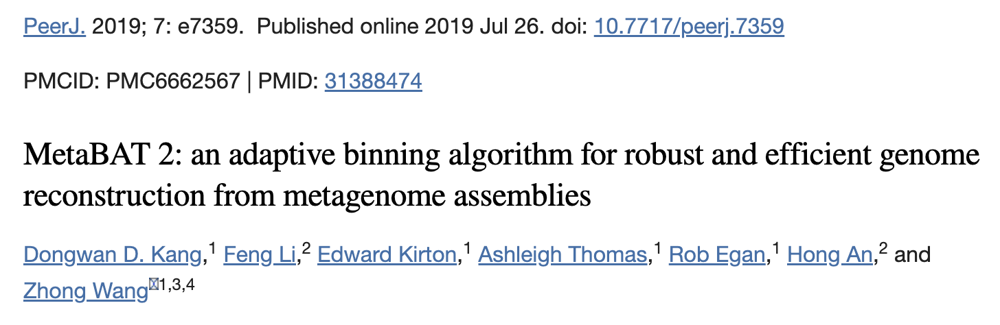 PeerJ. 2019; 7: e7359. Published online 2019 Jul 26. doi: 10.7717/peerj.7359
PMCID: PMC6662567 | PMID: 31388474
MetaBAT 2: an adaptive binning algorithm for robust and efficient genome
reconstruction from metagenome assemblies
Dongwan D. Kang,1 Feng Li,2 Edward Kirton,1 Ashleigh Thomas,1 Rob Egan,1 Hong An,2 and
Zhong Wang1,3,4